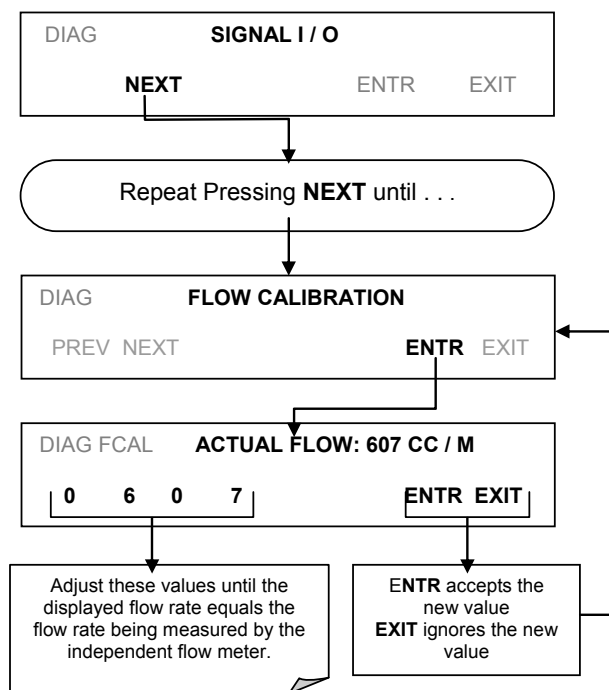 DIAG SIGNAL I / O
NEXT ENTR EXIT
Repeat Pressing NEXT until . . .
DIAG FLOW CALIBRATION
PREV NEXT ENTR EXIT
DIAG FCAL ACTUAL FLOW: 607 CC / M
0 6 0 7 ENTR EXIT
Adjust these values until the
displayed flow rate equals the
flow rate being measured by the
independent flow meter.
ENTR accepts the
new value
EXIT ignores the new
value